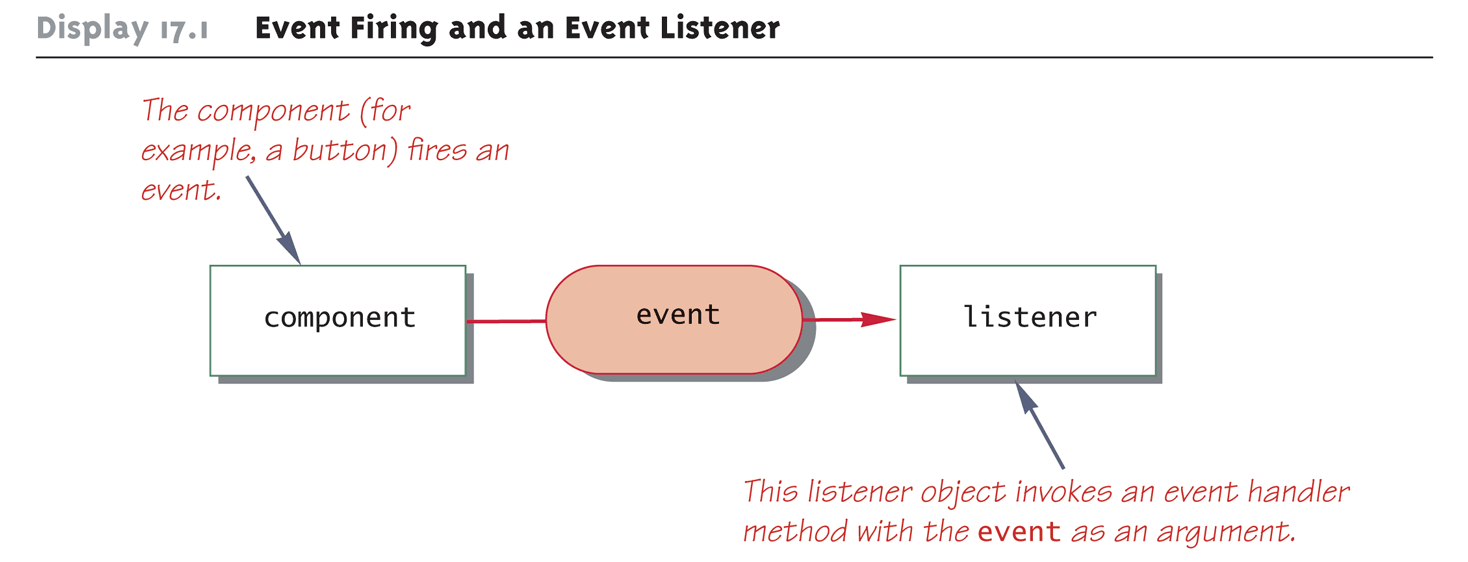 Display 17.1 Event Firing and an Event Listener
The component (for
example, a button) fires an
event.
component
event
listener
This listener object invokes an event handler
method with the event as an argument.